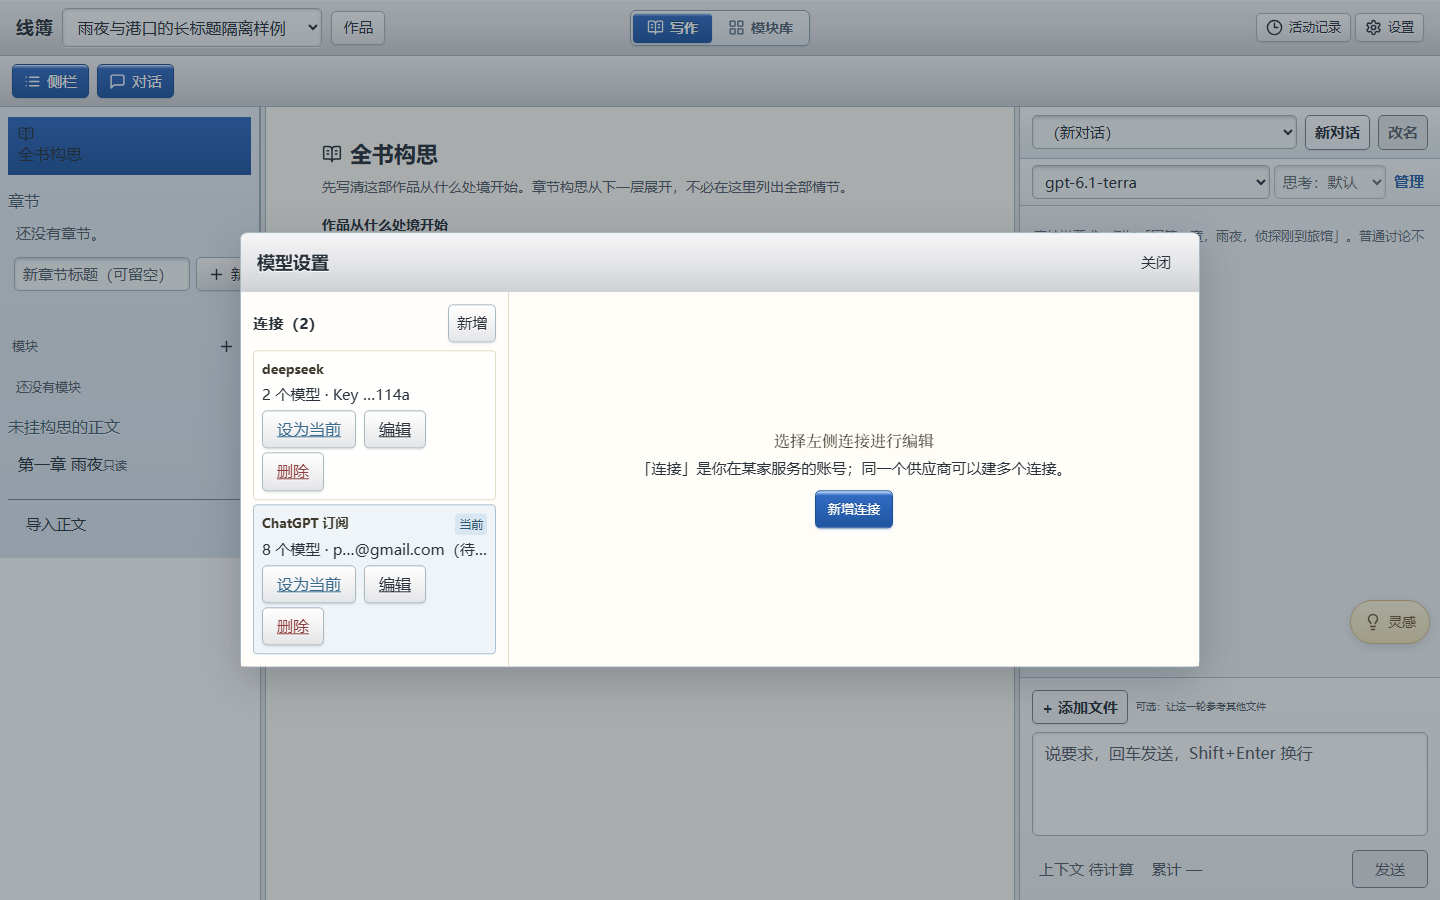 线簿
雨夜与港口的长标题隔离样例
作品
写作
模块库
活动记录
设置
侧栏
对话
全书构思
章节
还没有章节。
新章节标题（可留空）
+ 新
模块
+
还没有模块
未挂构思的正文
第一章 雨夜只读
导入正文
全书构思
先写清这部作品从什么处境开始。章节构思从下一层展开，不必在这里列出全部情节。
作品从什么处境开始
模型设置
关闭
连接（2）
新增
deepseek
2 个模型 · Key ...114a
设为当前
编辑
删除
ChatGPT 订阅
当前
8 个模型 · p...@gmail.com（待...
设为当前
编辑
删除
选择左侧连接进行编辑
「连接」是你在某家服务的账号；同一个供应商可以建多个连接。
新增连接
（新对话）
新对话
改名
gpt-6.1-terra
思考：默认
管理
章，雨夜，侦探刚到旅馆」。普通讨论不
灵感
+ 添加文件
可选：让这一轮参考其他文件
说要求，回车发送，Shift+Enter 换行
上下文 待计算
累计 —
发送